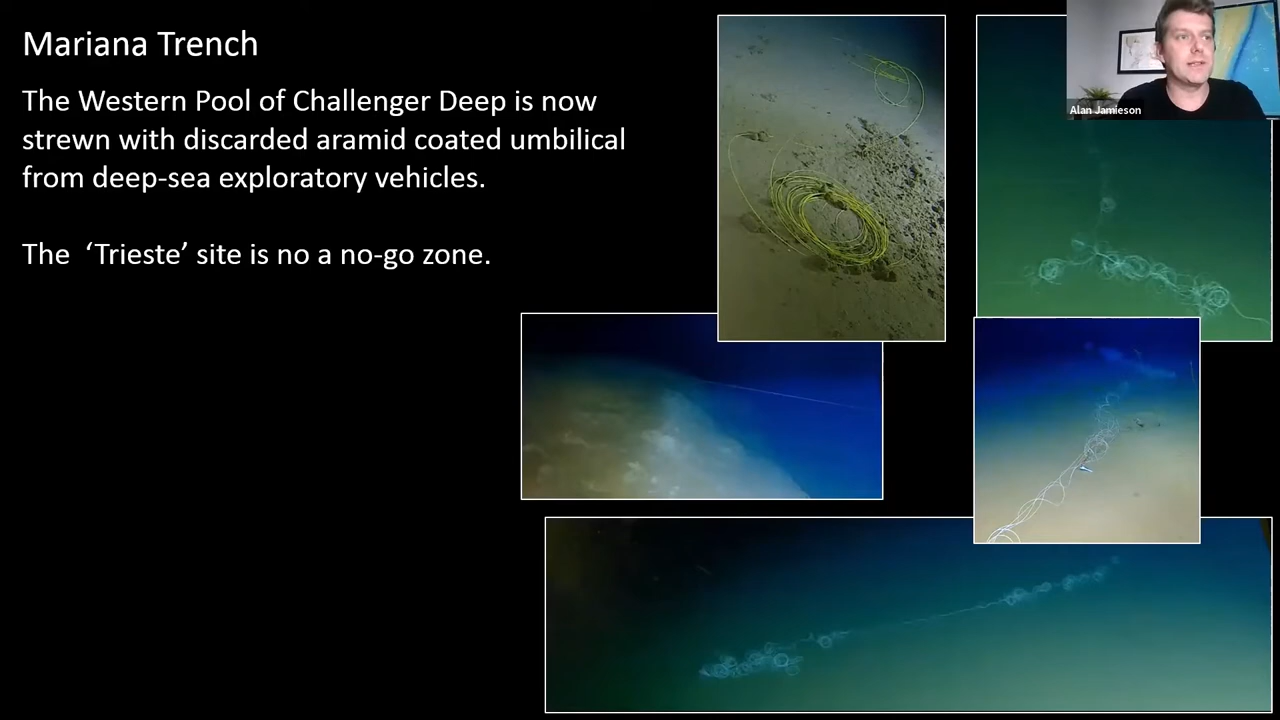 Mariana Trench
The Western Pool of Challenger Deep is now
strewn with discarded aramid coated umbilical
from deep-sea exploratory vehicles.
The ‘Trieste’ site is no a no-go zone.
Alan Jamieson